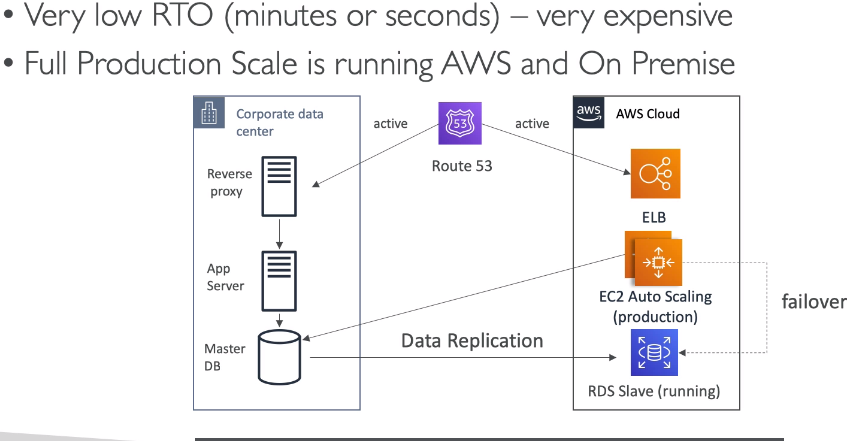 • Very low RTO (minutes or seconds) – very expensive
• Full Production Scale is running AWS and On Premise
Corporate data
center
active
53
active
aws
AWS Cloud
Route 53
Reverse
proxy
ELB
App
Server
EC2 Auto Scaling
(production)
failover
Master
DB
Data Replication
RDS Slave (running)